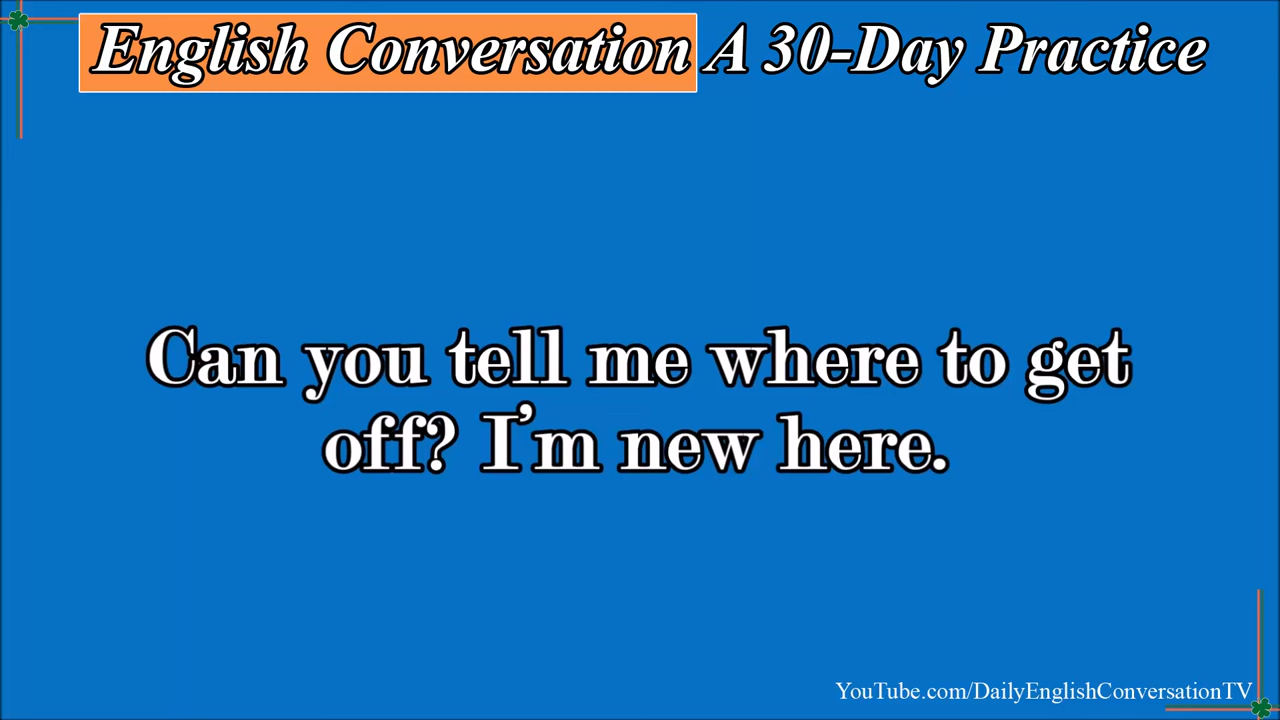 English Conversation A 30-Day Practice
Can you tell me where to get
off? I'm new here.
YouTube.com/DailyEnglishConversationTV